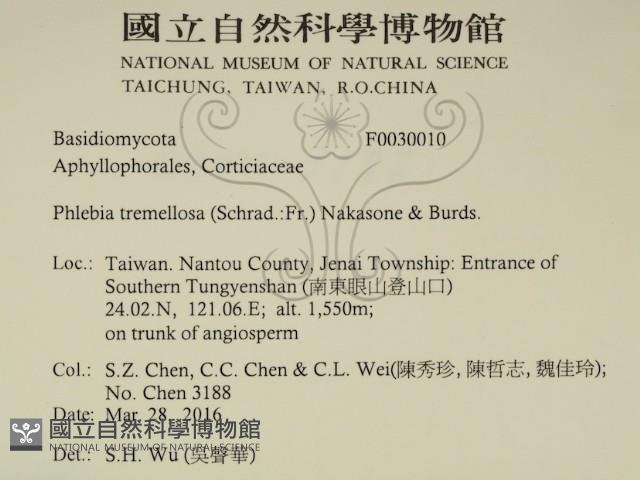 國立自然科學博物館
NATIONAL MUSEUM OF NATURAL SCIENCE
TAICHUNG, TAIWAN, R.O.CHINA
Basidiomycota F0030010
Aphyllophorales, Corticiaceae
Phlebia tremellosa (Schrad.:Fr.) Nakasone & Burds.
Loc.: Taiwan. Nantou County, Jenai Township: Entrance of
Southern Tungyenshan (南東眼山登山口)
24.02.N, 121.06.E; alt. 1,550m;
on trunk of angiosperm
Col.: S.Z. Chen, C.C. Chen & C.L. Wei(陳秀珍, 陳哲志, 魏佳玲);
No. Chen 3188
Date: Mar. 28, 2016
國立自然科學博物館
NATIONAL MUSEUM OF NATURAL SCIENCE
Det.: S.H. Wu (吳聲華)